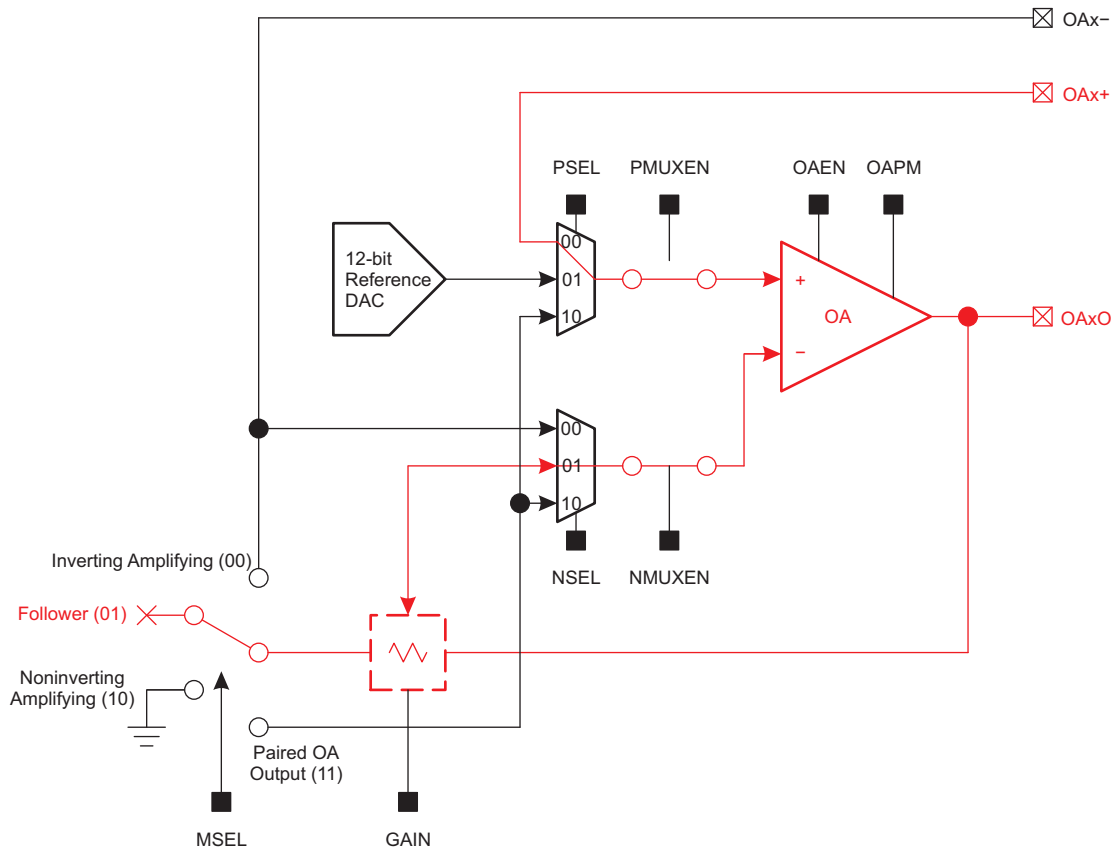 OAx−
OAx+
PSEL
PMUXEN
OAEN
OAPM
00
12-bit
Reference
DAC
01
+
10
OA
OAxO
−
00
01
10
Inverting Amplifying (00)
NSEL
NMUXEN
Follower (01)
Noninverting
Amplifying (10)
Paired OA
Output (11)
MSEL
GAIN